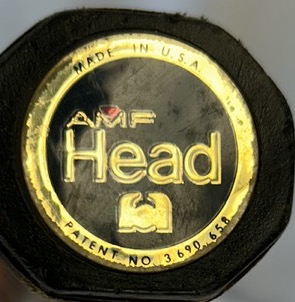 MADE IN U.S.A.
AMF
Head
PATENT NO. 3,690,658